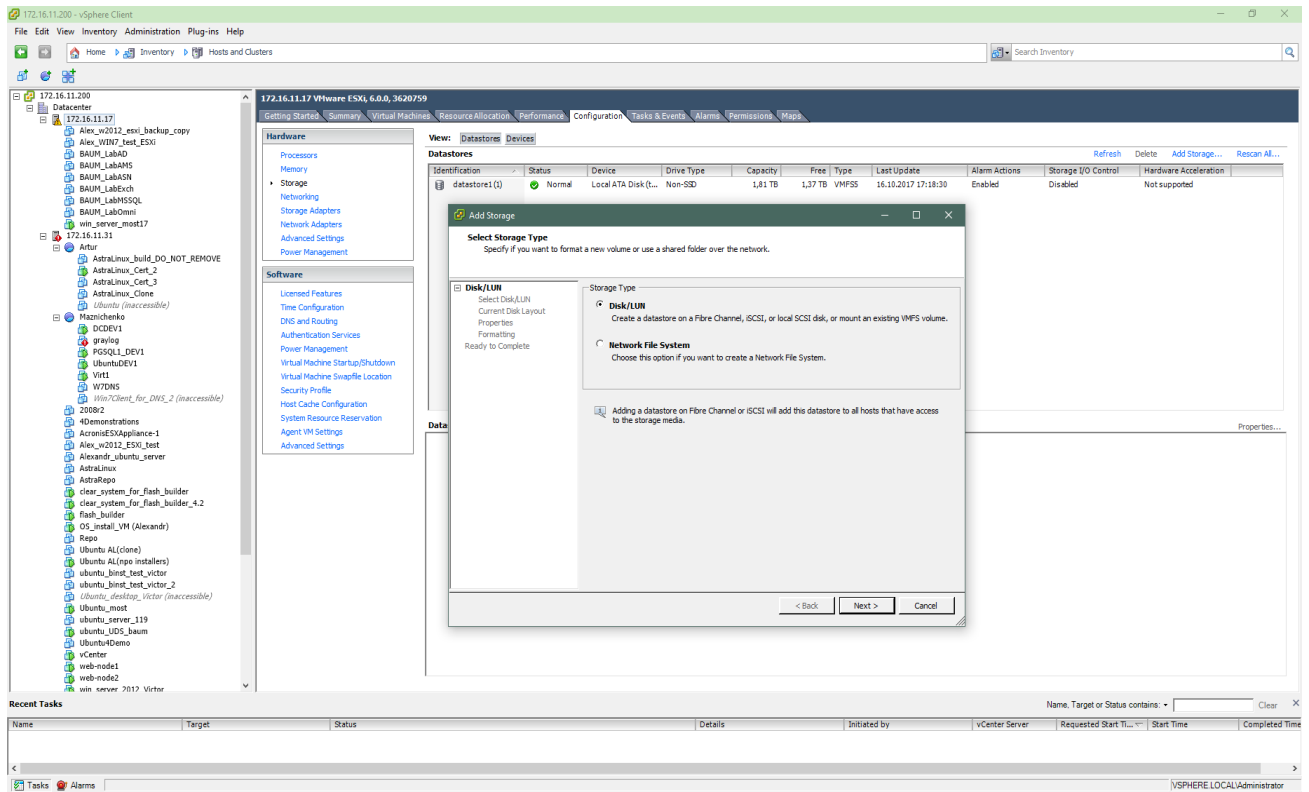 172.16.11.200 - vSphere Client
File Edit View Inventory Administration Plug-ins Help
Home Inventory Hosts and Clusters
Search Inventory
172.16.11.200
Datacenter
172.16.11.17
Alex_w2012_esxi_backup_copy
Alex_WIN7_test_ESXi
BAUM_LabAD
BAUM_LabAMS
BAUM_LabASN
BAUM_LabExch
BAUM_LabMSSQL
BAUM_LabOmni
win_server_most17
172.16.11.31
Artur
AstraLinux_build_DO_NOT_REMOVE
AstraLinux_Cert_2
AstraLinux_Cert_3
AstraLinux_Clone
Ubuntu (inaccessible)
Maznichenko
DCDEV1
graylog
PGSQL1_DEV1
UbuntuDEV1
Virt1
W7DNS
Win7Client_for_DNS_2 (inaccessible)
2008r2
4Demonstrations
AcronisESXAppliance-1
Alex_w2012_ESXi_test
Alexandr_ubuntu_server
AstraLinux
AstraRepo
clear_system_for_flash_builder
clear_system_for_flash_builder_4.2
flash_builder
OS_install_VM (Alexandr)
Repo
Ubuntu AL(clone)
Ubuntu AL(npo installers)
ubuntu_binst_test_victor
ubuntu_binst_test_victor_2
Ubuntu_desktop_Victor (inaccessible)
Ubuntu_most
ubuntu_server_119
ubuntu_UDS_baum
Ubuntu4Demo
vCenter
web-node1
web-node2
win_server_2012_Victor
172.16.11.17 VMware ESXi, 6.0.0, 3620759
Getting Started Summary Virtual Machines Resource Allocation Performance Configuration Tasks & Events Alarms Permissions Maps
Hardware
Processors
Memory
Storage
Networking
Storage Adapters
Network Adapters
Advanced Settings
Power Management
Software
Licensed Features
Time Configuration
DNS and Routing
Authentication Services
Power Management
Virtual Machine Startup/Shutdown
Virtual Machine Swapfile Location
Security Profile
Host Cache Configuration
System Resource Reservation
Agent VM Settings
Advanced Settings
View: Datastores Devices
Datastores
Refresh Delete Add Storage... Rescan All...
Identification Status Device Drive Type Capacity Free Type Last Update Alarm Actions Storage I/O Control Hardware Acceleration
datastore1 (1) Normal Local ATA Disk (t... Non-SSD 1,81 TB 1,37 TB VMFS5 16.10.2017 17:18:30 Enabled Disabled Not supported
Data
Properties...
Add Storage
Select Storage Type
Specify if you want to format a new volume or use a shared folder over the network.
Disk/LUN
Select Disk/LUN
Current Disk Layout
Properties
Formatting
Ready to Complete
Storage Type
Disk/LUN
Create a datastore on a Fibre Channel, iSCSI, or local SCSI disk, or mount an existing VMFS volume.
Network File System
Choose this option if you want to create a Network File System.
Adding a datastore on Fibre Channel or iSCSI will add this datastore to all hosts that have access
to the storage media.
< Back Next > Cancel
Recent Tasks
Name, Target or Status contains: Clear
Name Target Status Details Initiated by vCenter Server Requested Start Ti... Start Time Completed Time
Tasks Alarms
VSPHERE.LOCAL\Administrator